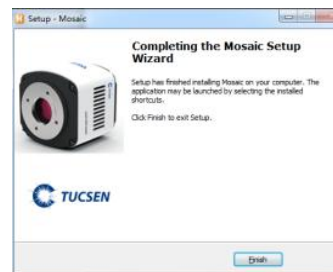 Setup - Mosaic
Completing the Mosaic Setup
Wizard
Setup has finished installing Mosaic on your computer. The
application may be launched by selecting the installed
shortcuts.
Click Finish to exit Setup.
TUCSEN
Finish